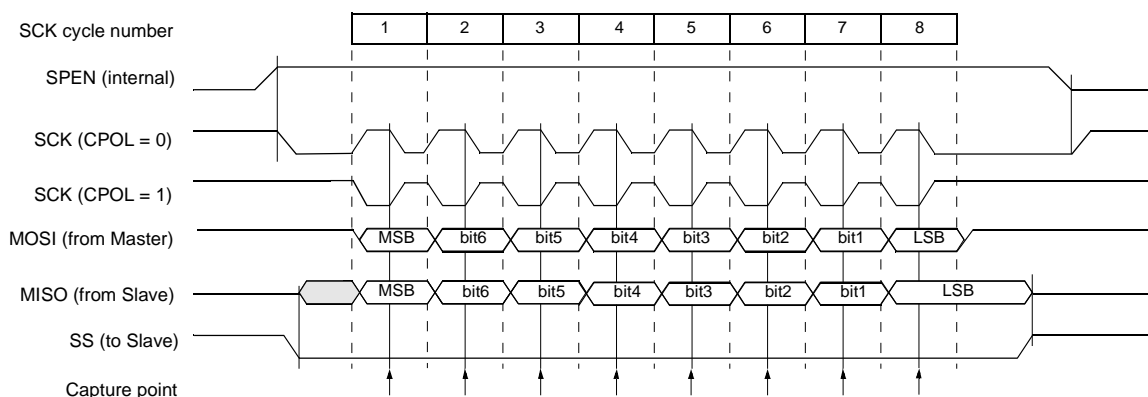 SCK cycle number 1 2 3 4 5 6 7 8
SPEN (internal)
SCK (CPOL = 0)
SCK (CPOL = 1)
MOSI (from Master) MSB bit6 bit5 bit4 bit3 bit2 bit1 LSB
MISO (from Slave) MSB bit6 bit5 bit4 bit3 bit2 bit1 LSB
SS (to Slave)
Capture point